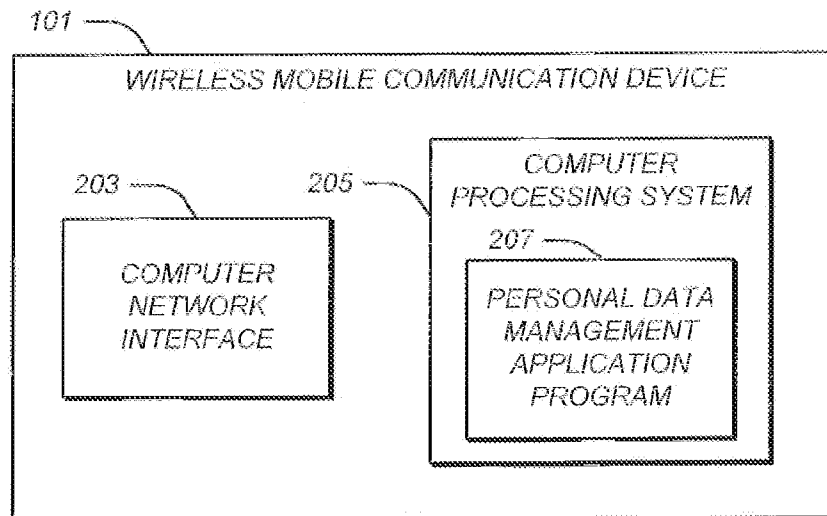 101
WIRELESS MOBILE COMMUNICATION DEVICE
203
COMPUTER
NETWORK
INTERFACE
205
COMPUTER
PROCESSING SYSTEM
207
PERSONAL DATA
MANAGEMENT
APPLICATION
PROGRAM